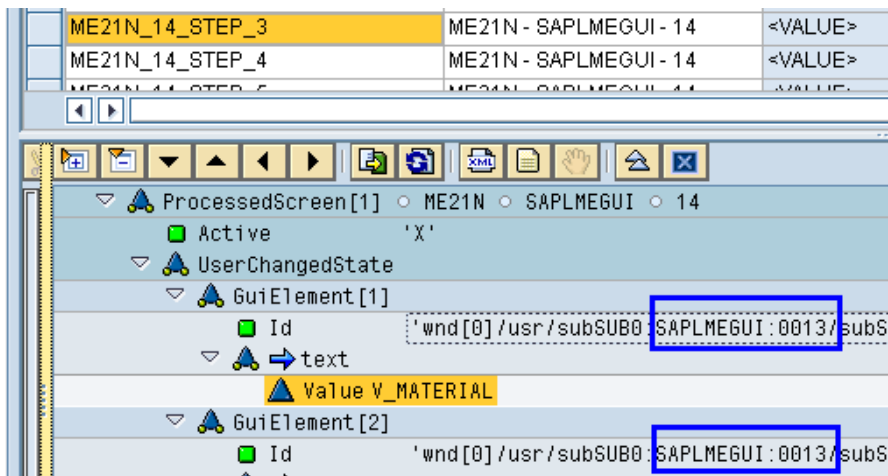 ME21N_14_STEP_3 ME21N - SAPLMEGUI - 14 <VALUE>
ME21N_14_STEP_4 ME21N - SAPLMEGUI - 14 <VALUE>
XML
ProcessedScreen[1] ME21N SAPLMEGUI 14
Active 'X'
UserChangedState
GuiElement[1]
Id 'wnd[0]/usr/subSUB0:SAPLMEGUI:0013/subS
text
Value V_MATERIAL
GuiElement[2]
Id 'wnd[0]/usr/subSUB0:SAPLMEGUI:0013/subS